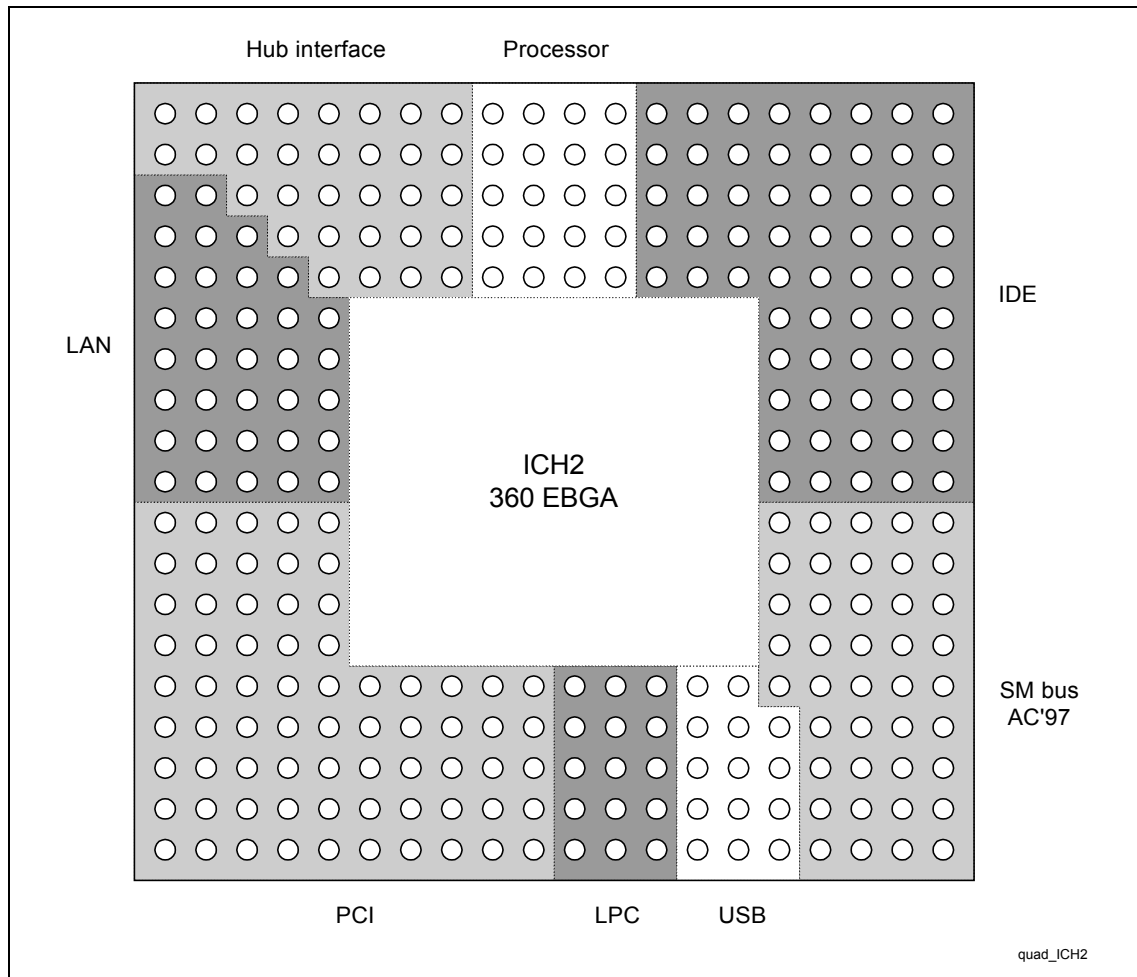 Hub interface
Processor
IDE
LAN
ICH2
360 EBGA
SM bus
AC'97
PCI
LPC
USB
quad_ICH2